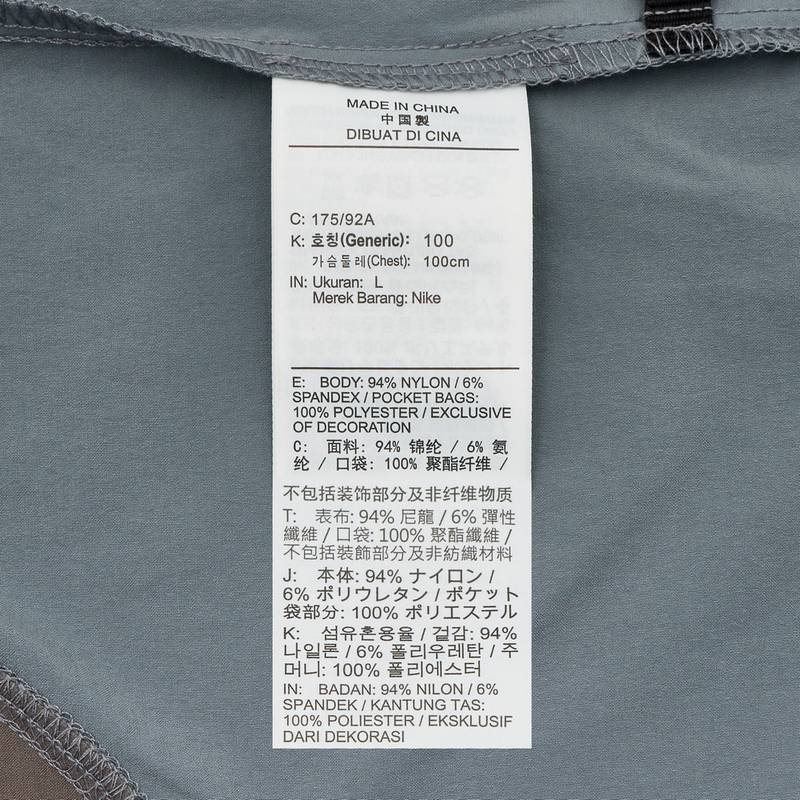 MADE IN CHINA
中国製
DIBUAT DI CINA
C: 175/92A
K: 호칭(Generic): 100
가슴둘레(Chest): 100cm
IN: Ukuran: L
Merek Barang: Nike
E: BODY: 94% NYLON / 6%
SPANDEX / POCKET BAGS:
100% POLYESTER / EXCLUSIVE
OF DECORATION
C: 面料: 94% 锦纶 / 6% 氨
纶 / 口袋: 100% 聚酯纤维 /
不包括装饰部分及非纤维物质
T: 表布: 94% 尼龍 / 6% 彈性
纖維 / 口袋: 100% 聚酯纖維 /
不包括裝飾部分及非紡織材料
J: 本体: 94% ナイロン /
6% ポリウレタン / ポケット
袋部分: 100% ポリエステル
K: 섬유혼용율 / 겉감: 94%
나일론 / 6% 폴리우레탄 / 주
머니: 100% 폴리에스터
IN: BADAN: 94% NILON / 6%
SPANDEK / KANTUNG TAS:
100% POLIESTER / EKSKLUSIF
DARI DEKORASI